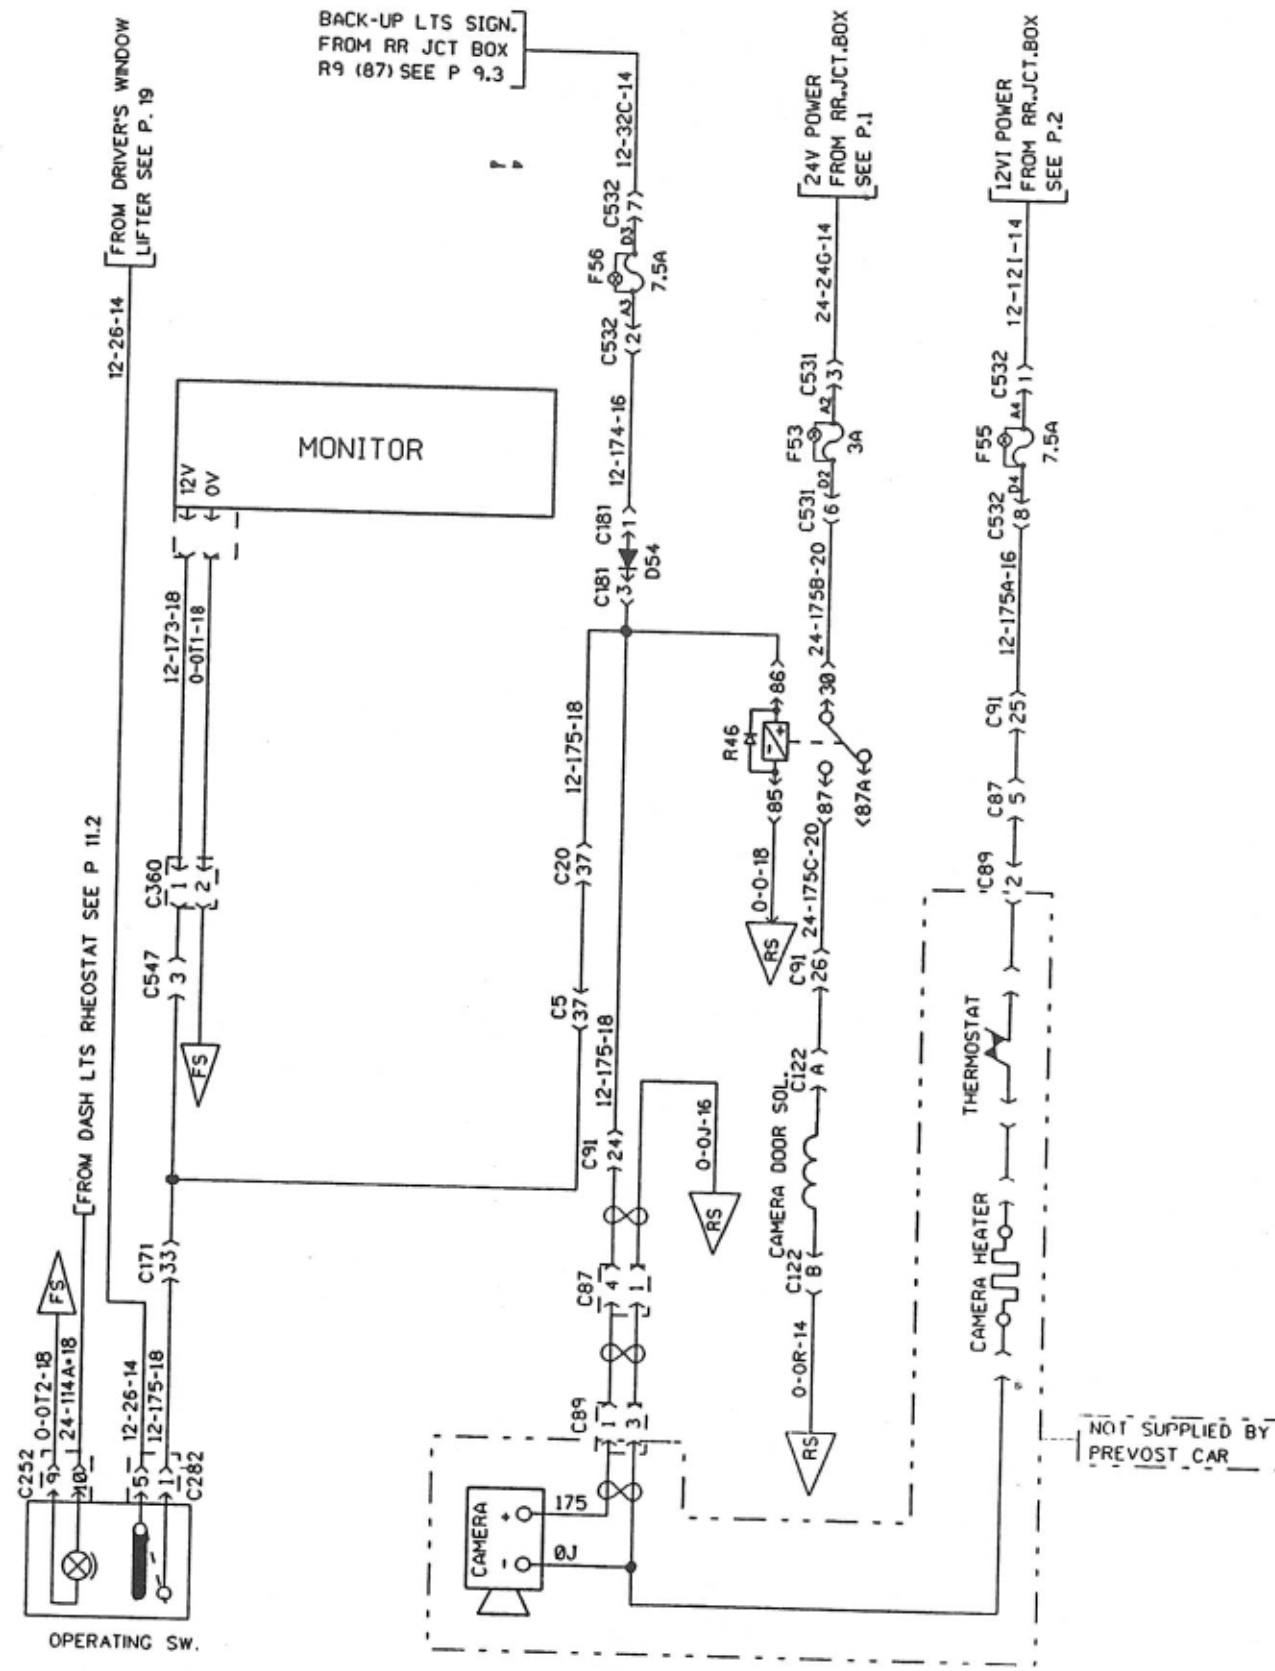 BACK-UP LTS SIGN.
FROM RR JCT BOX
R9 (87) SEE P 9.3
FROM DRIVER'S WINDOW
LIFTER SEE P. 19
24V POWER
FROM RR.JCT.BOX
SEE P.1
12VI POWER
FROM RR.JCT.BOX
SEE P.2
12-26-14
12-32C-14
C532
7
D3
F56
7.5A
A3
C532
2
12-174-16
C181
1
D54
C181
3
24-24G-14
C531
3
A2
F53
3A
D2
C531
6
24-175B-20
30
12-12I-14
C532
1
A4
F55
7.5A
D4
C532
8
12-175A-16
C91
25
C87
5
C89
2
MONITOR
12V
0V
12-173-18
0-0T1-18
C360
1
2
C547
3
FS
FROM DASH LTS RHEOSTAT SEE P 11.2
12-175-18
C20
37
C5
37
12-175-18
C91
24
86
R46
- +
85
87
87A
0-0-18
RS
24-175C-20
C91
26
C122
A
CAMERA DOOR SOL.
C122
B
0-0R-14
RS
0-0J-16
RS
THERMOSTAT
CAMERA HEATER
C171
33
FS
0-0T2-18
24-114A-18
12-26-14
12-175-18
C252
9
10
5
1
C282
OPERATING SW.
C87
4
1
C89
1
3
CAMERA
+
-
175
0J
NOT SUPPLIED BY
PREVOST CAR